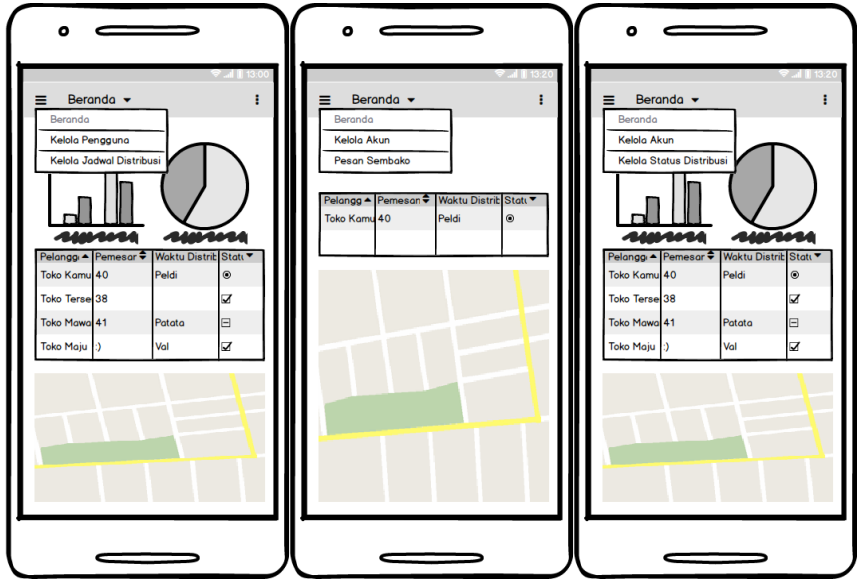 13:00
Beranda
Beranda
Kelola Pengguna
Kelola Jadwal Distribusi
Pelangg Pemesar Waktu Distrib Statu
Toko Kamu 40 Peldi
Toko Terse 38
Toko Mawa 41 Patata
Toko Maju :) Val
13:20
Beranda
Beranda
Kelola Akun
Pesan Sembako
Pelangg Pemesar Waktu Distrib Statu
Toko Kamu 40 Peldi
13:20
Beranda
Beranda
Kelola Akun
Kelola Status Distribusi
Pelangg Pemesar Waktu Distrib Statu
Toko Kamu 40 Peldi
Toko Terse 38
Toko Mawa 41 Patata
Toko Maju :) Val